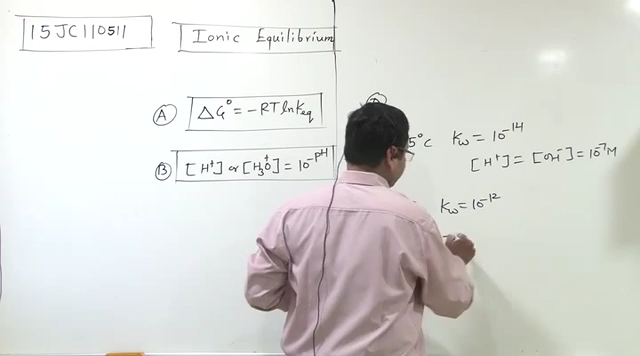 15JC110511
Ionic Equilibrium
A ΔG° = -RT ln Keq
B [H⁺] or [H₃O⁺] = 10⁻ᵖᴴ
5°C Kw = 10⁻¹⁴
[H⁺] = [OH⁻] = 10⁻⁷M
Kw = 10⁻¹²